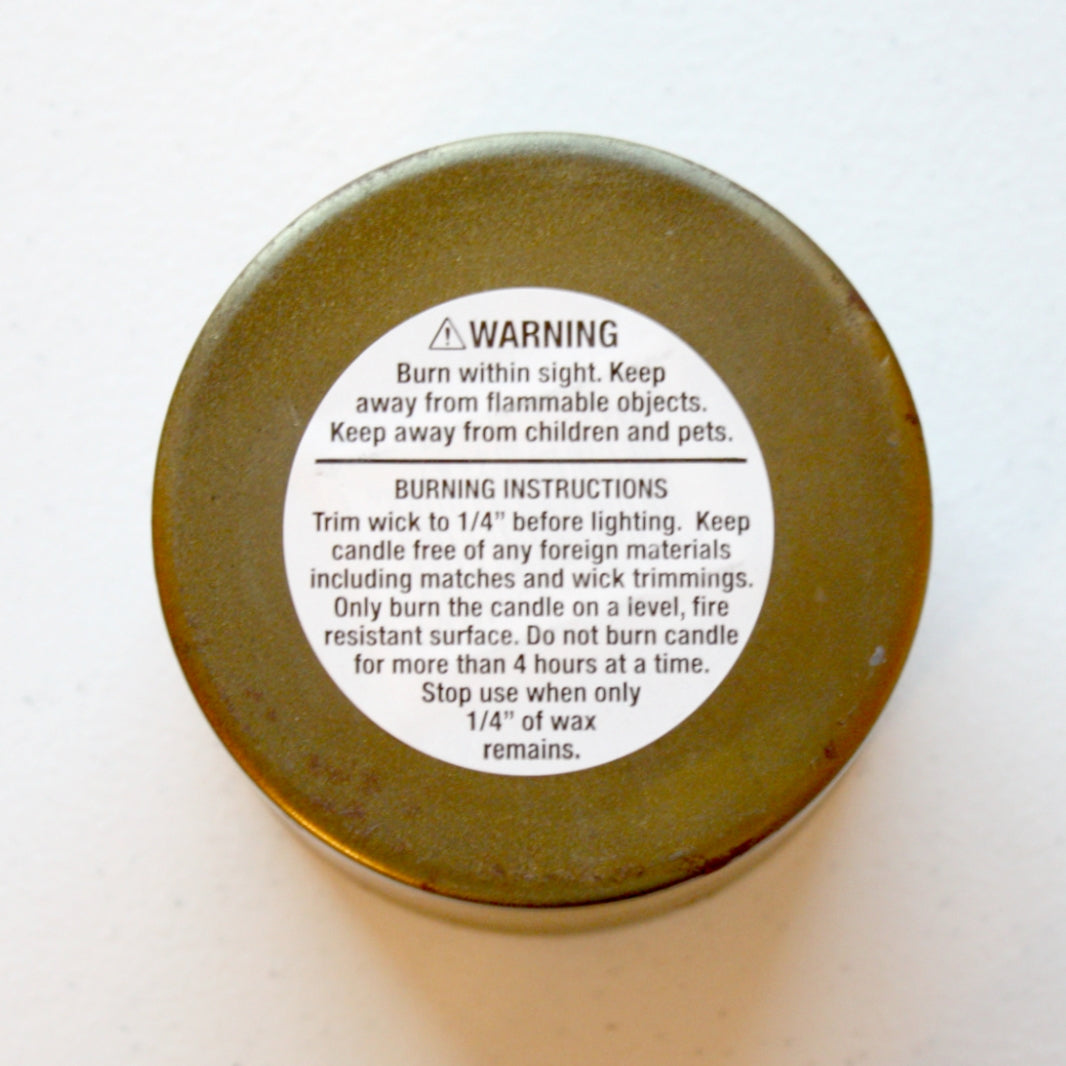 ⚠WARNING
Burn within sight. Keep
away from flammable objects.
Keep away from children and pets.
BURNING INSTRUCTIONS
Trim wick to 1/4” before lighting. Keep
candle free of any foreign materials
including matches and wick trimmings.
Only burn the candle on a level, fire
resistant surface. Do not burn candle
for more than 4 hours at a time.
Stop use when only
1/4” of wax
remains.